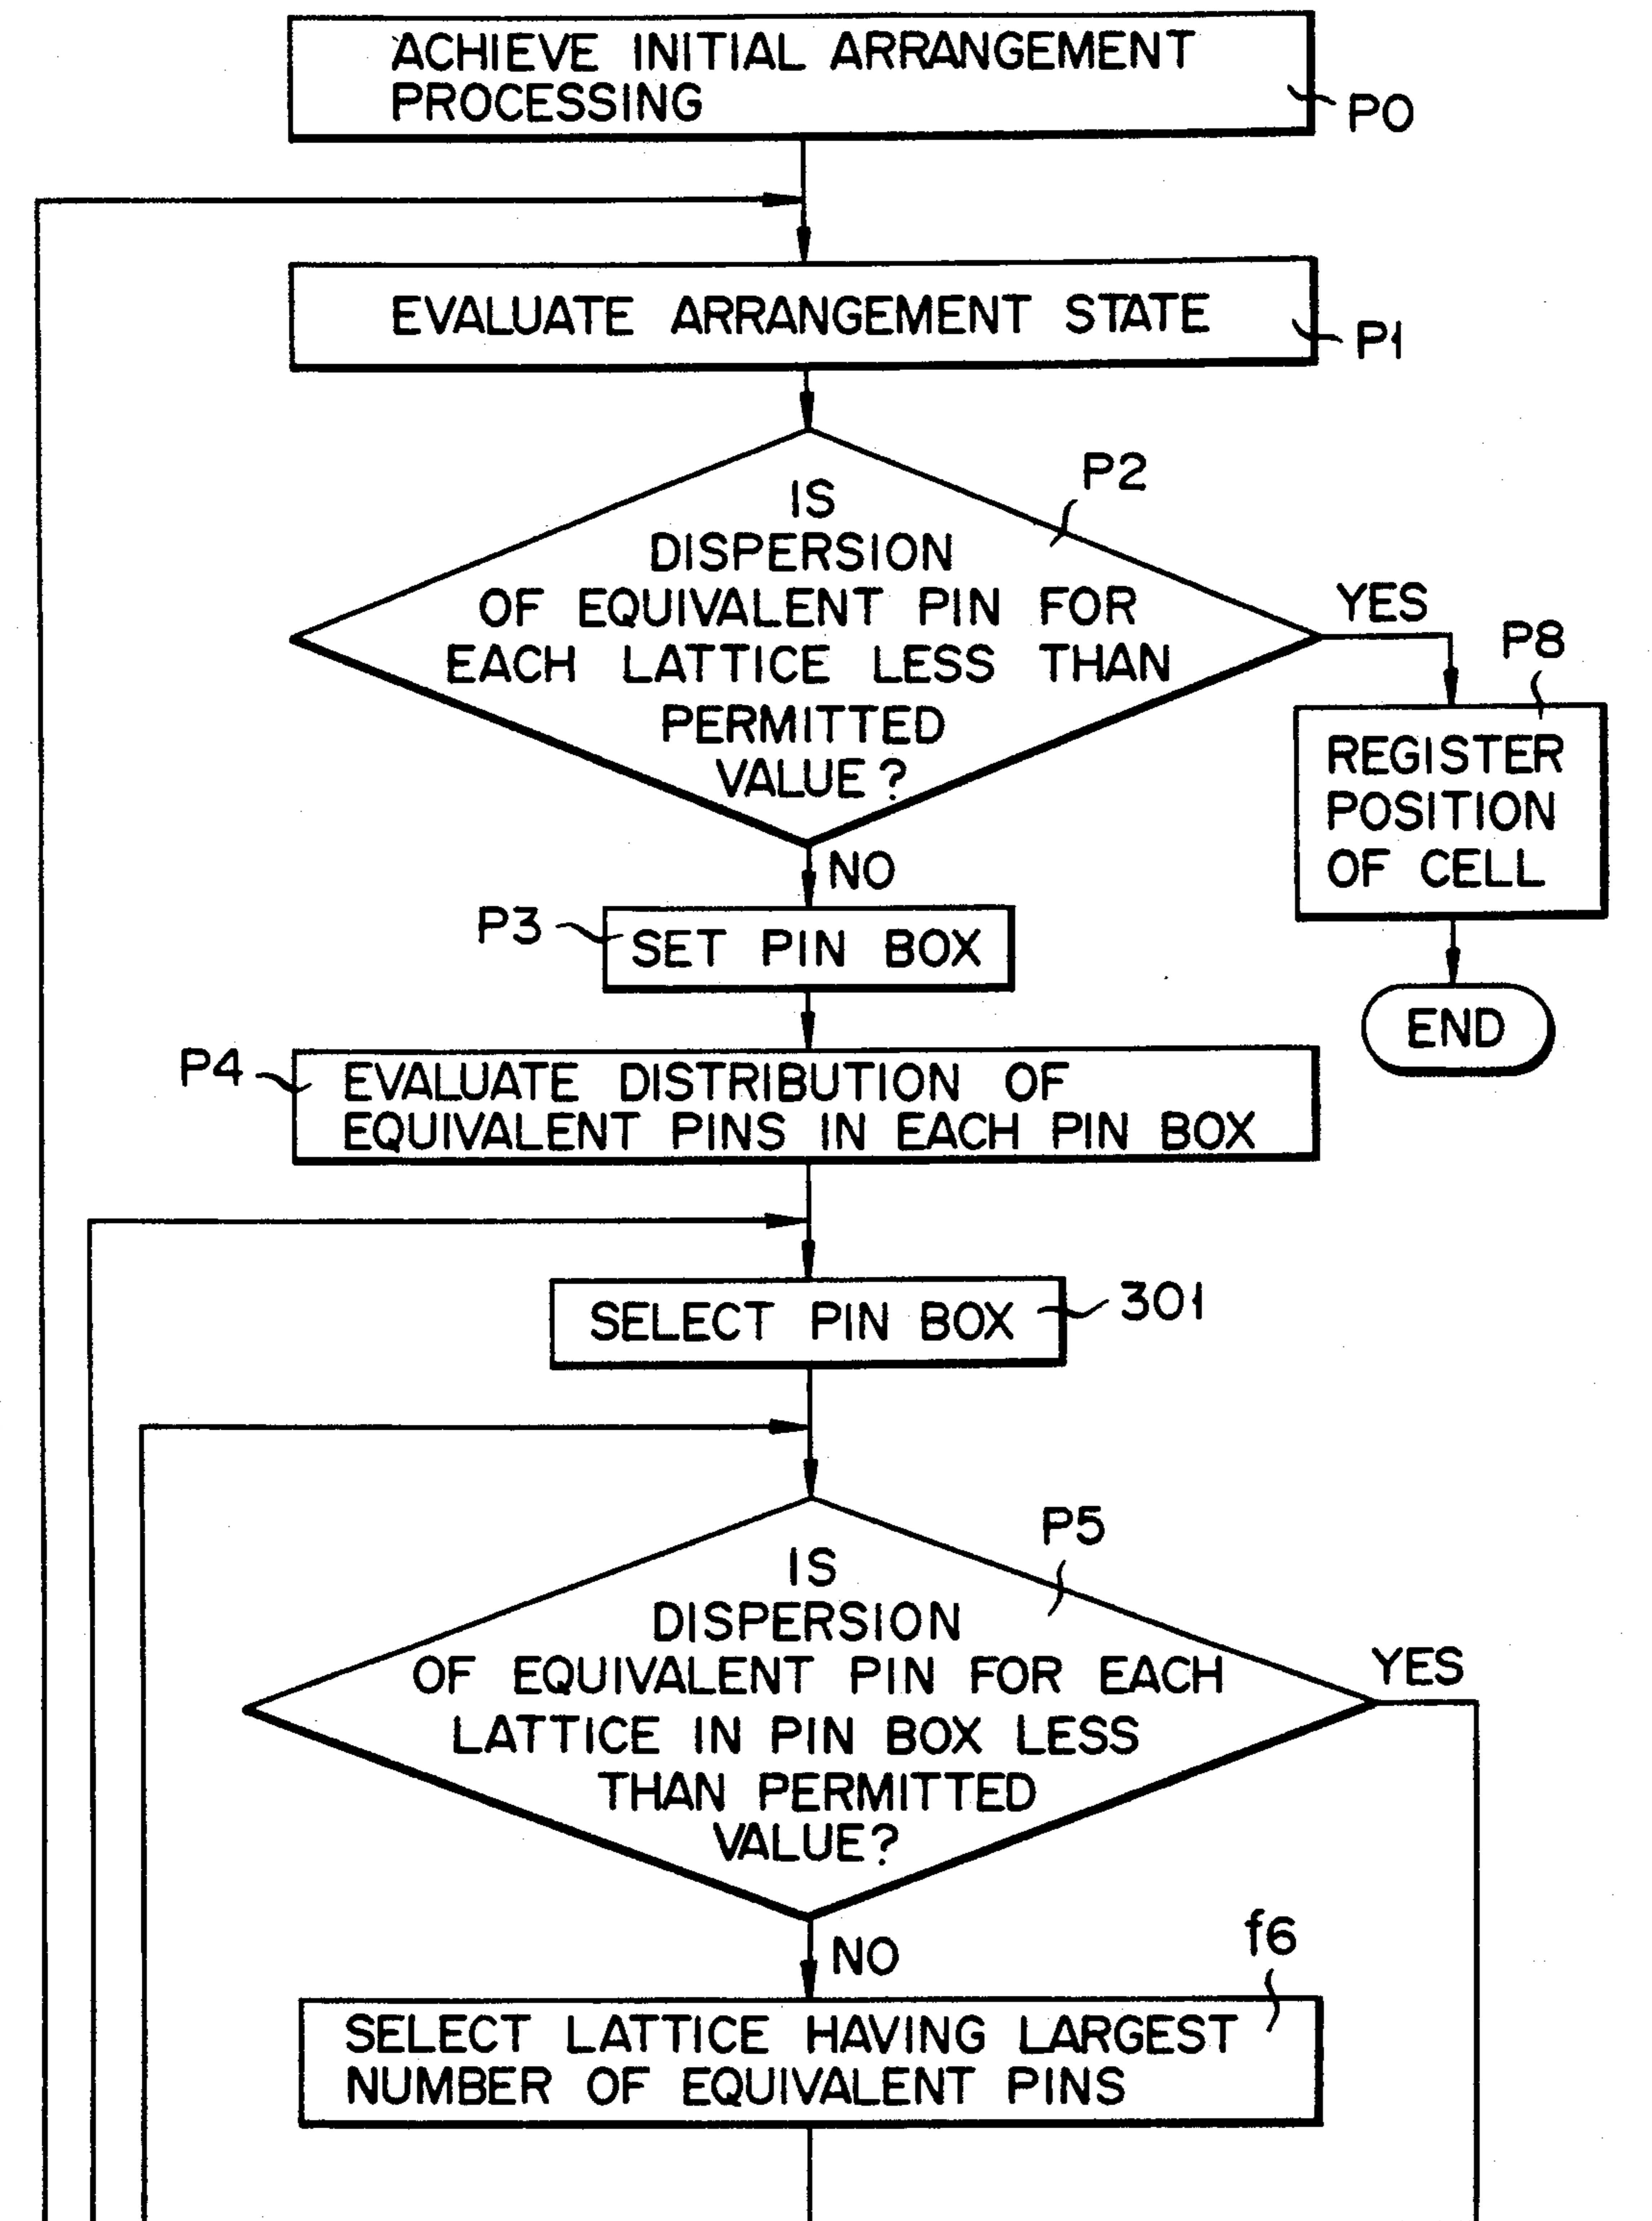 ACHIEVE INITIAL ARRANGEMENT
PROCESSING
P0
EVALUATE ARRANGEMENT STATE
P1
P2
IS
DISPERSION
OF EQUIVALENT PIN FOR
EACH LATTICE LESS THAN
PERMITTED
VALUE?
YES
P8
REGISTER
POSITION
OF CELL
NO
P3
SET PIN BOX
END
P4
EVALUATE DISTRIBUTION OF
EQUIVALENT PINS IN EACH PIN BOX
SELECT PIN BOX
301
P5
IS
DISPERSION
OF EQUIVALENT PIN FOR EACH
LATTICE IN PIN BOX LESS
THAN PERMITTED
VALUE?
YES
NO
f6
SELECT LATTICE HAVING LARGEST
NUMBER OF EQUIVALENT PINS